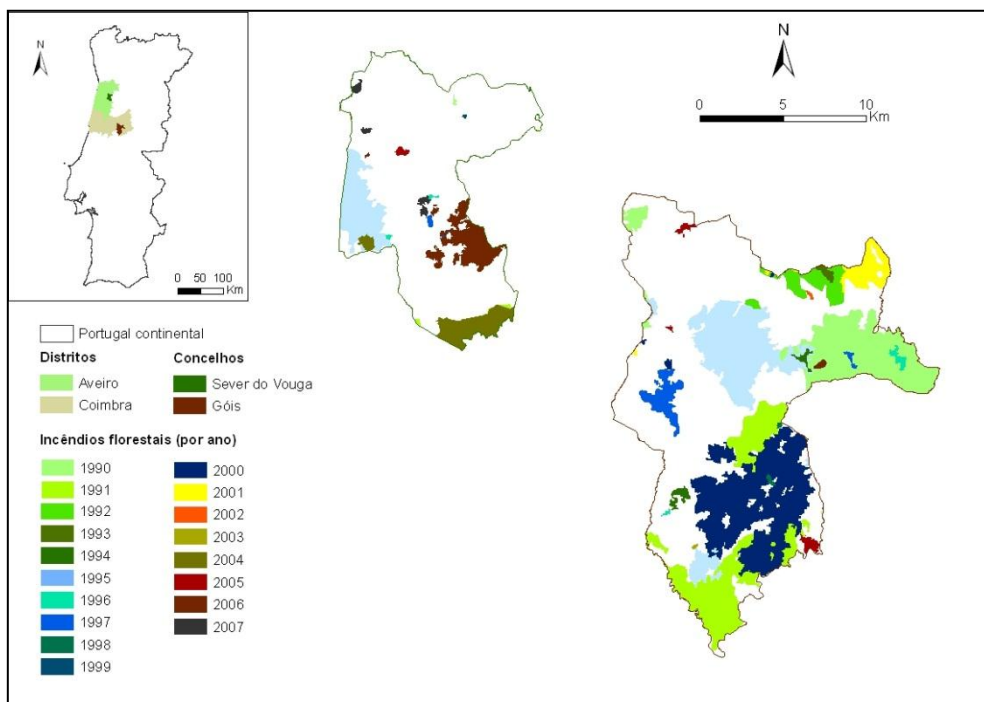 N
0 50 100
Km
N
0 5 10
Km
Portugal continental
Distritos
Aveiro
Coimbra
Concelhos
Sever do Vouga
Góis
Incêndios florestais (por ano)
1990
1991
1992
1993
1994
1995
1996
1997
1998
1999
2000
2001
2002
2003
2004
2005
2006
2007